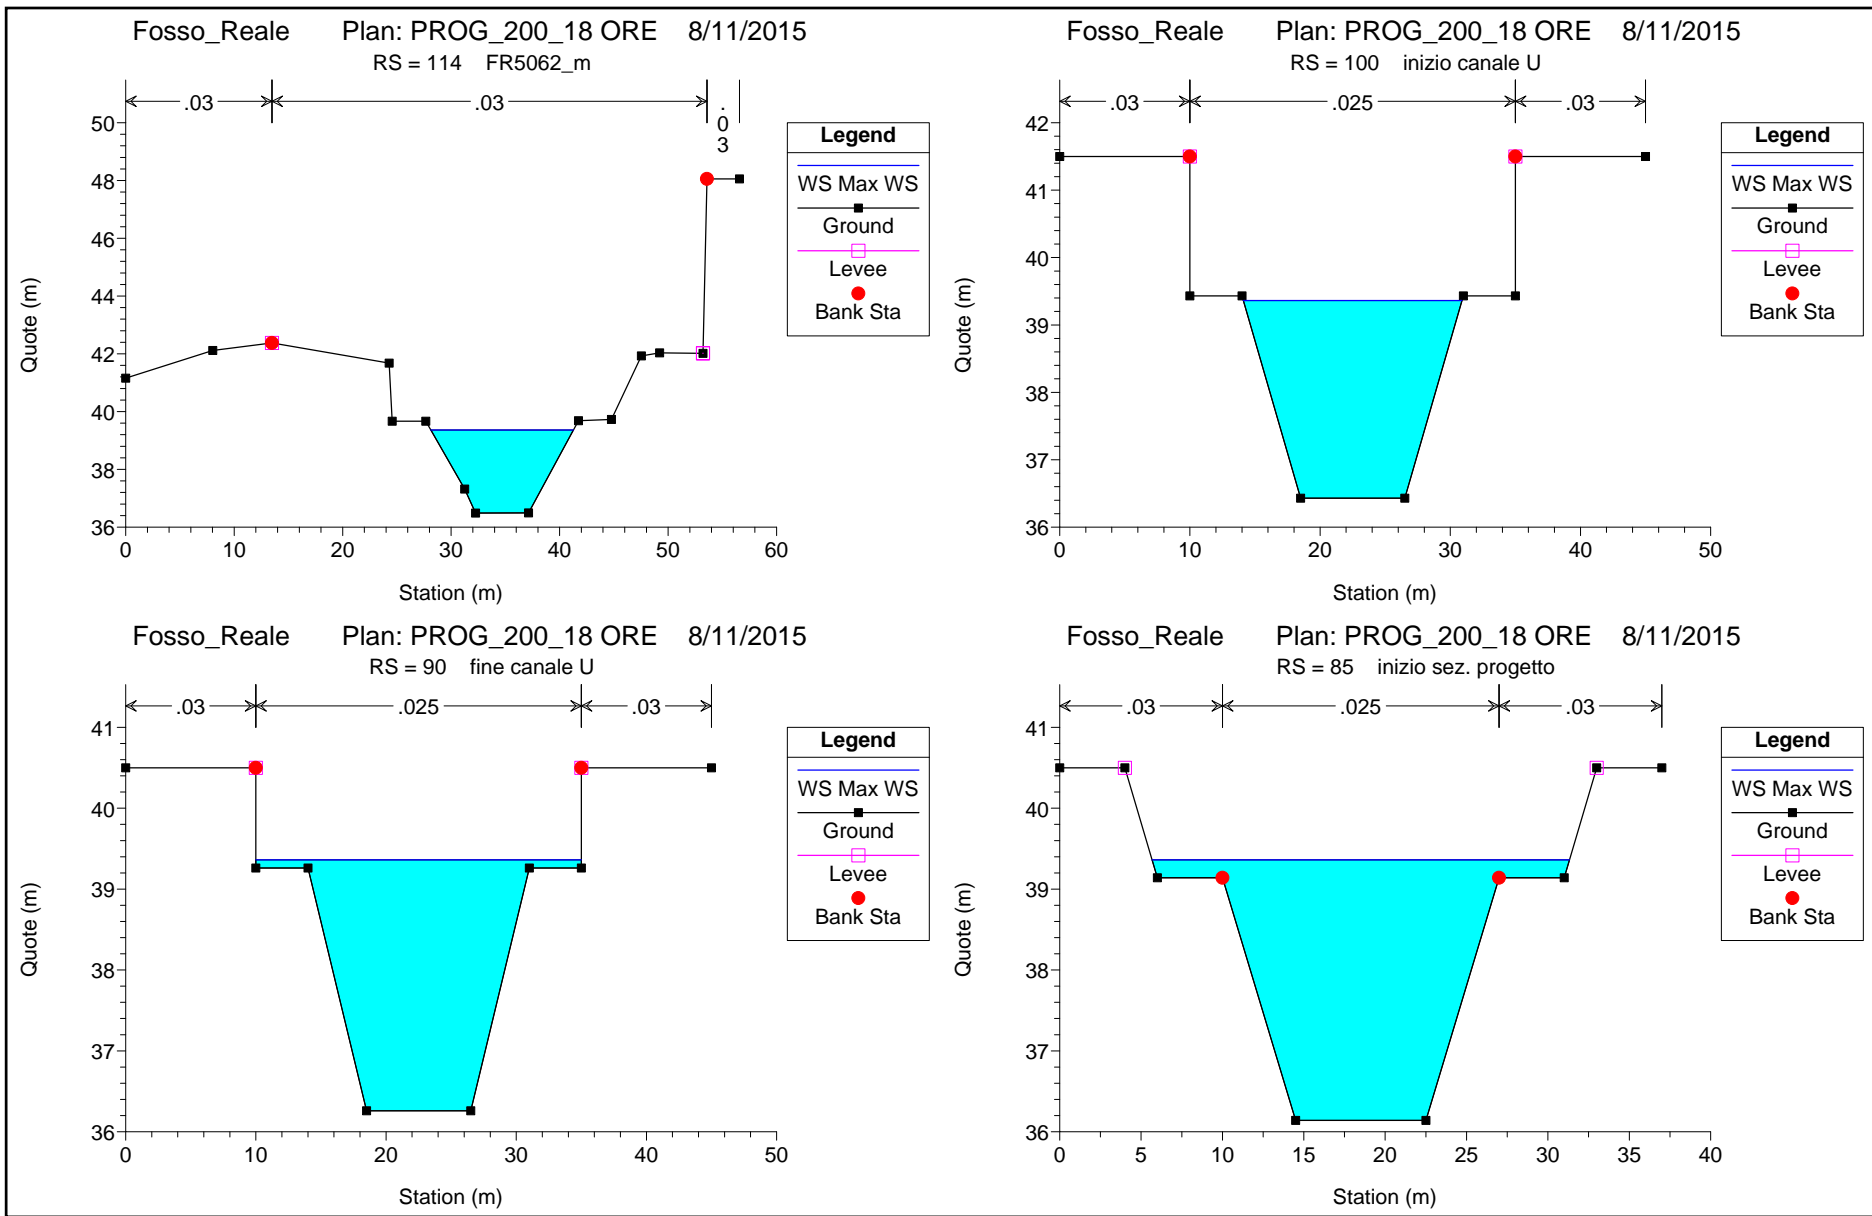 Fosso_Reale Plan: PROG_200_18 ORE 8/11/2015
RS = 114 FR5062_m
.03 .03 .03
50
48
46
44
42
40
38
36
0 10 20 30 40 50 60
Quote (m)
Station (m)
Legend
WS Max WS
Ground
Levee
Bank Sta
Fosso_Reale Plan: PROG_200_18 ORE 8/11/2015
RS = 100 inizio canale U
.03 .025 .03
42
41
40
39
38
37
36
0 10 20 30 40 50
Quote (m)
Station (m)
Legend
WS Max WS
Ground
Levee
Bank Sta
Fosso_Reale Plan: PROG_200_18 ORE 8/11/2015
RS = 90 fine canale U
.03 .025 .03
41
40
39
38
37
36
0 10 20 30 40 50
Quote (m)
Station (m)
Legend
WS Max WS
Ground
Levee
Bank Sta
Fosso_Reale Plan: PROG_200_18 ORE 8/11/2015
RS = 85 inizio sez. progetto
.03 .025 .03
41
40
39
38
37
36
0 5 10 15 20 25 30 35 40
Quote (m)
Station (m)
Legend
WS Max WS
Ground
Levee
Bank Sta